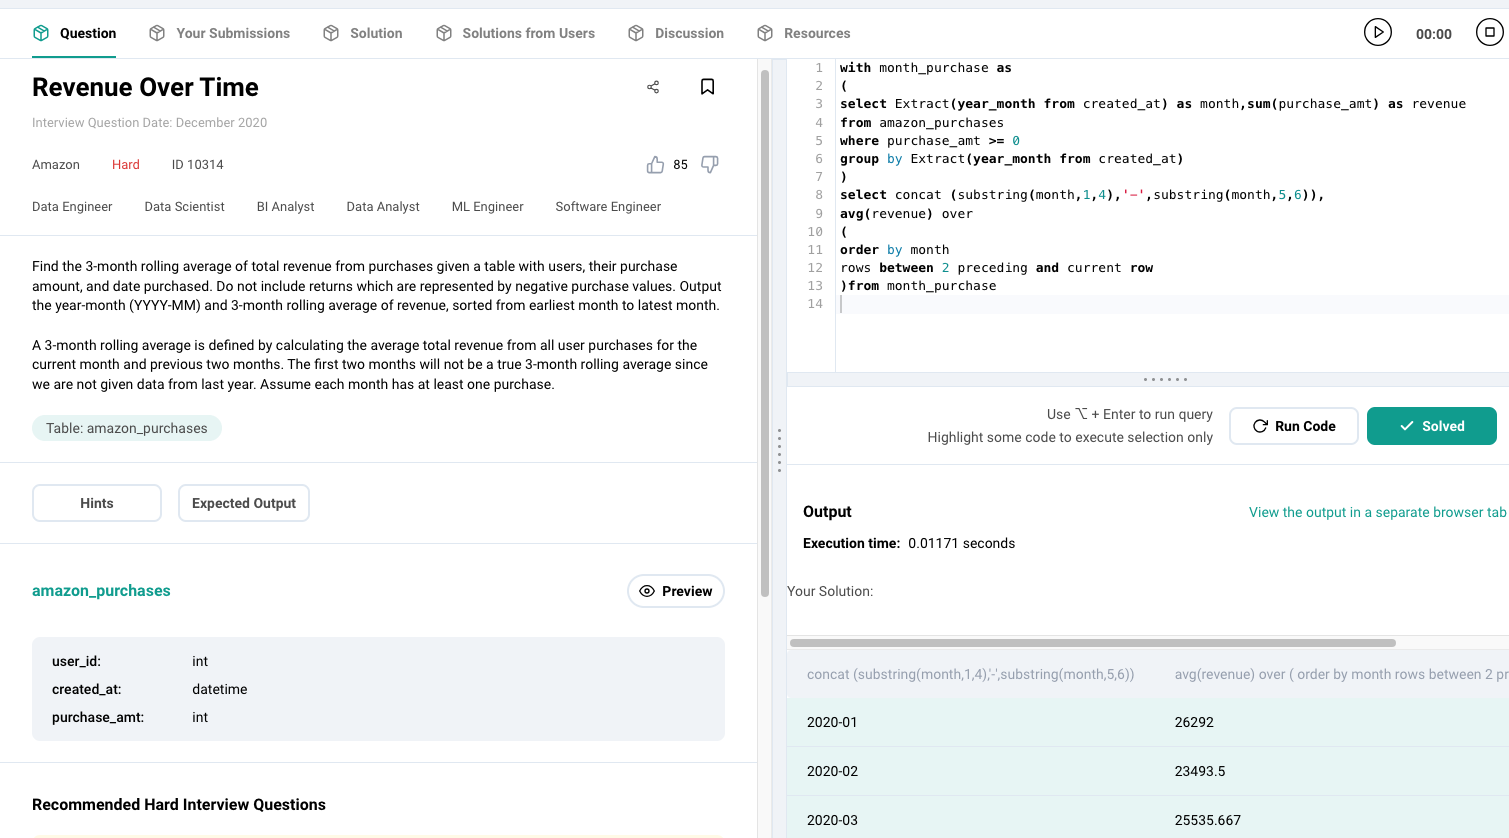 Question
Your Submissions
Solution
Solutions from Users
Discussion
Resources
00:00
Revenue Over Time
Interview Question Date: December 2020
Amazon
Hard
ID 10314
85
Data Engineer
Data Scientist
BI Analyst
Data Analyst
ML Engineer
Software Engineer
Find the 3-month rolling average of total revenue from purchases given a table with users, their purchase
amount, and date purchased. Do not include returns which are represented by negative purchase values. Output
the year-month (YYYY-MM) and 3-month rolling average of revenue, sorted from earliest month to latest month.
A 3-month rolling average is defined by calculating the average total revenue from all user purchases for the
current month and previous two months. The first two months will not be a true 3-month rolling average since
we are not given data from last year. Assume each month has at least one purchase.
Table: amazon_purchases
Hints
Expected Output
amazon_purchases
Preview
user_id: int
created_at: datetime
purchase_amt: int
Recommended Hard Interview Questions
1 with month_purchase as
2 (
3 select Extract(year_month from created_at) as month,sum(purchase_amt) as revenue
4 from amazon_purchases
5 where purchase_amt >= 0
6 group by Extract(year_month from created_at)
7 )
8 select concat (substring(month,1,4),'-',substring(month,5,6)),
9 avg(revenue) over
10 (
11 order by month
12 rows between 2 preceding and current row
13 )from month_purchase
14
Use ⌥ + Enter to run query
Highlight some code to execute selection only
Run Code
Solved
Output
View the output in a separate browser tab
Execution time: 0.01171 seconds
Your Solution:
concat (substring(month,1,4),'-',substring(month,5,6))
avg(revenue) over ( order by month rows between 2 pr
2020-01 26292
2020-02 23493.5
2020-03 25535.667